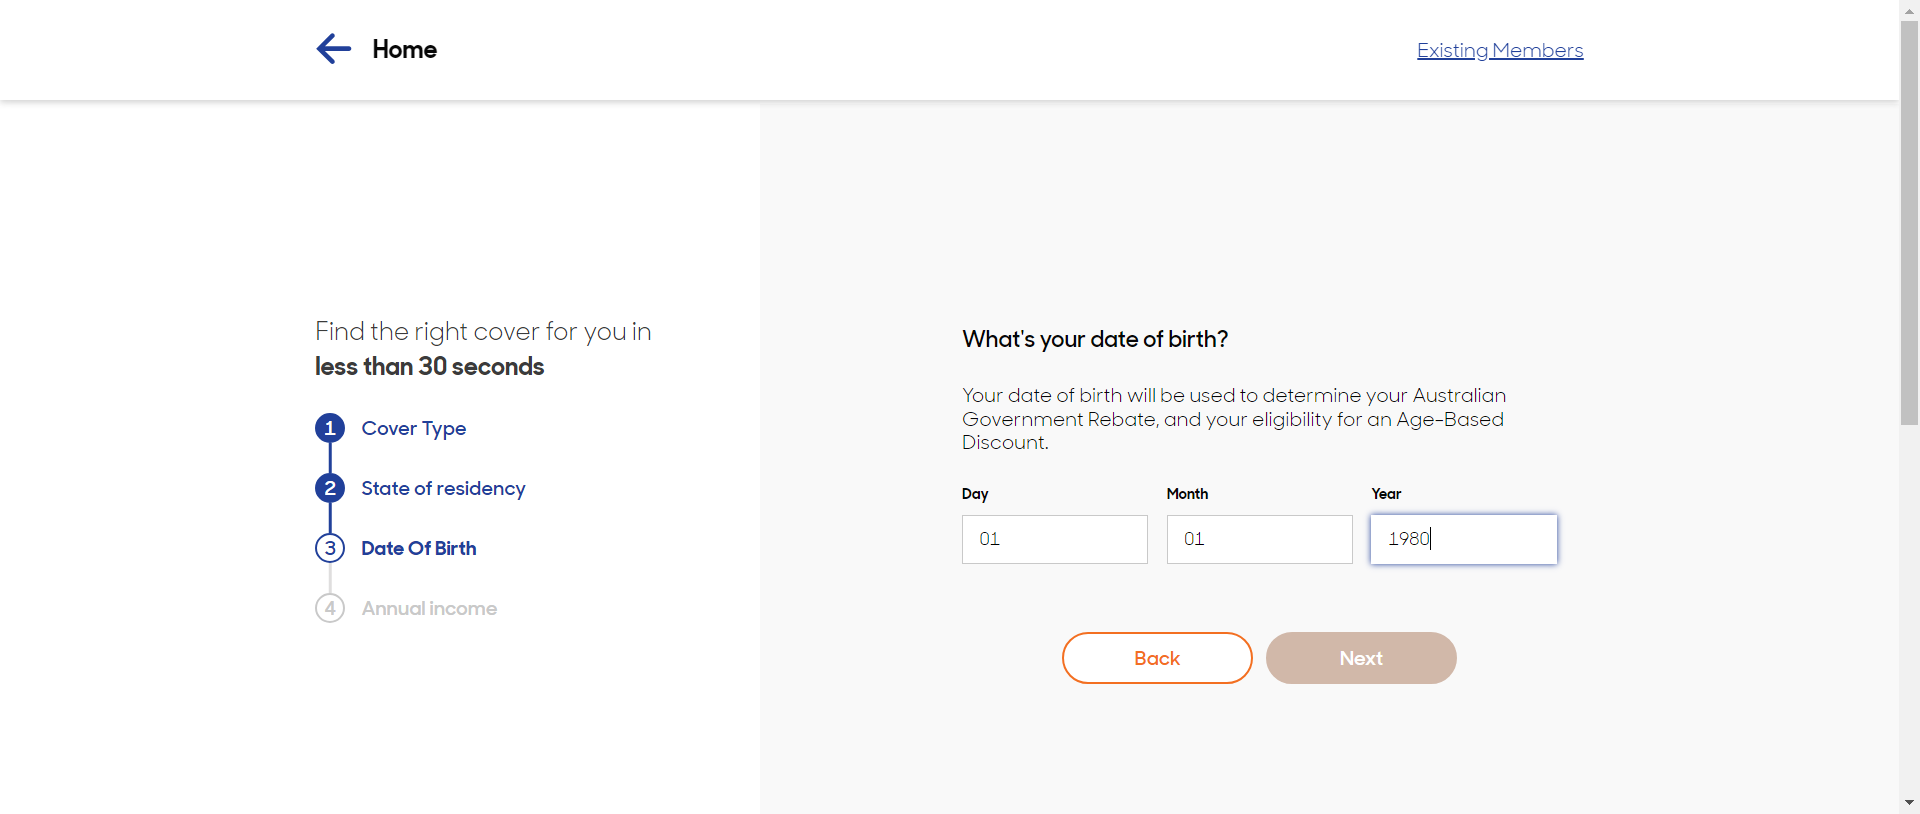 Home
Existing Members
Find the right cover for you in
less than 30 seconds
1 Cover Type
2 State of residency
3 Date Of Birth
4 Annual income
What's your date of birth?
Your date of birth will be used to determine your Australian
Government Rebate, and your eligibility for an Age-Based
Discount.
Day Month Year
01 01 1980
Back Next